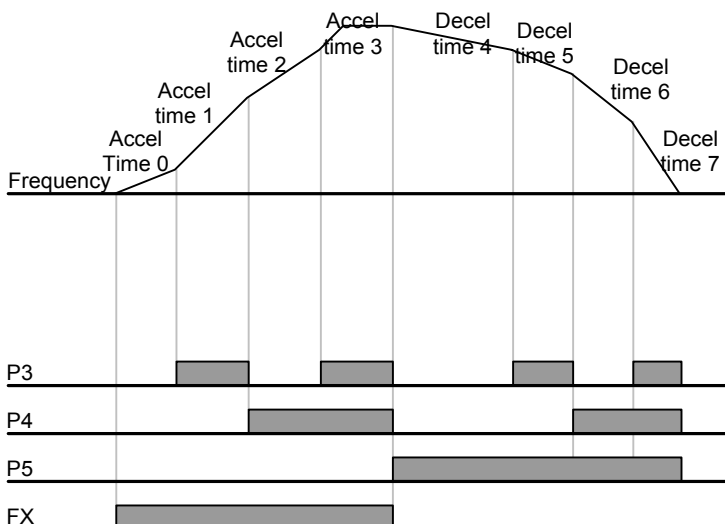 Accel
time 3
Decel
time 4
Decel
time 5
Accel
time 2
Decel
time 6
Accel
time 1
Accel
Time 0
Decel
time 7
Frequency
P3
P4
P5
FX